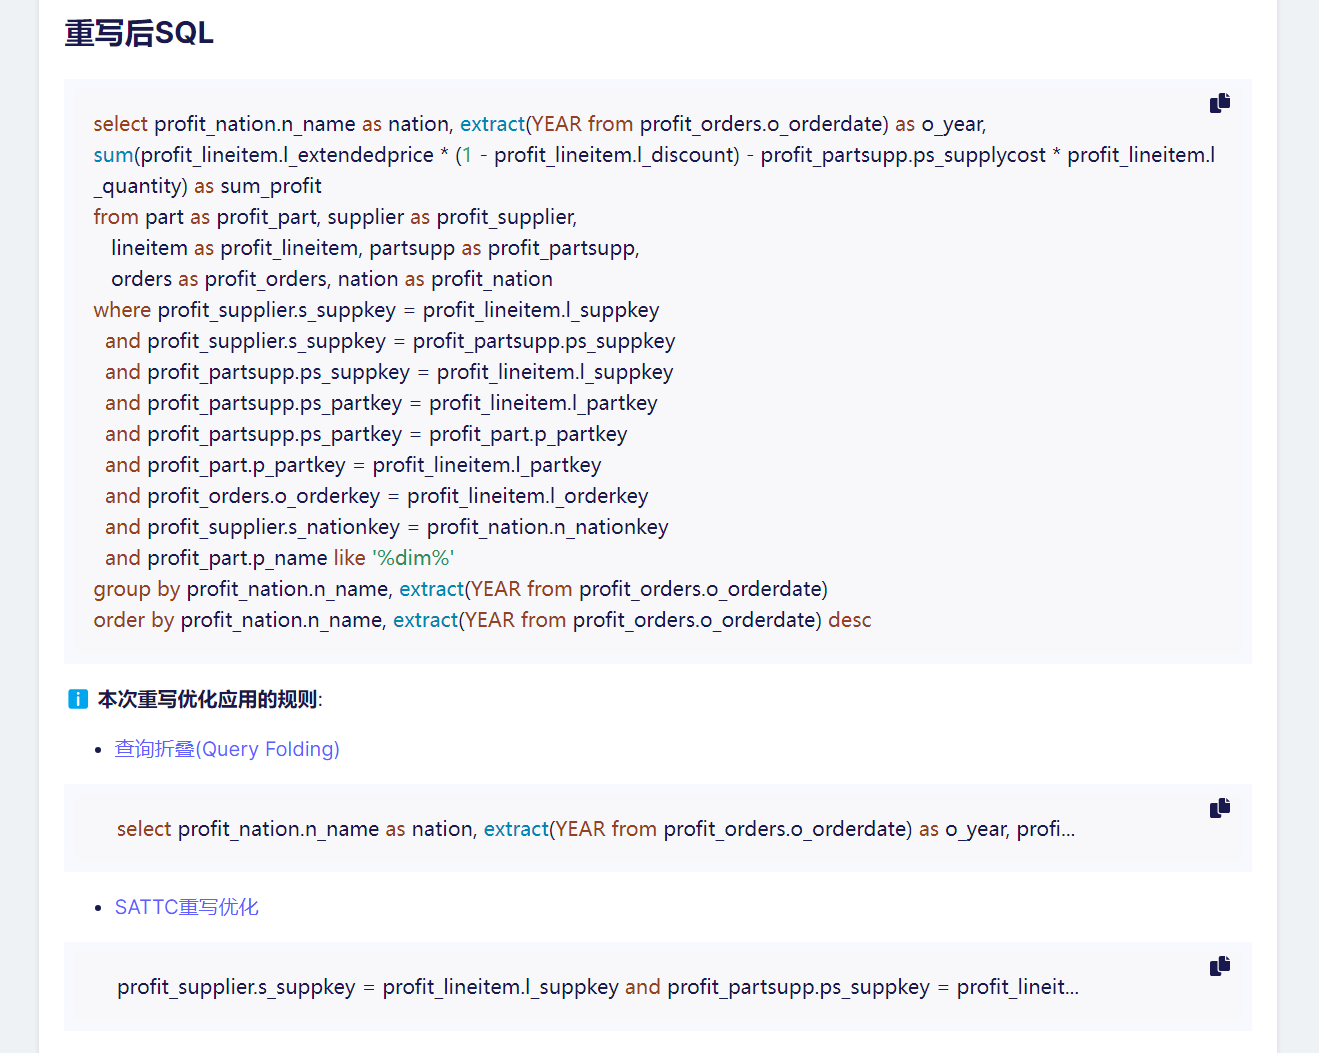 重写后SQL
select profit_nation.n_name as nation, extract(YEAR from profit_orders.o_orderdate) as o_year,
sum(profit_lineitem.l_extendedprice * (1 - profit_lineitem.l_discount) - profit_partsupp.ps_supplycost * profit_lineitem.l
_quantity) as sum_profit
from part as profit_part, supplier as profit_supplier,
lineitem as profit_lineitem, partsupp as profit_partsupp,
orders as profit_orders, nation as profit_nation
where profit_supplier.s_suppkey = profit_lineitem.l_suppkey
and profit_supplier.s_suppkey = profit_partsupp.ps_suppkey
and profit_partsupp.ps_suppkey = profit_lineitem.l_suppkey
and profit_partsupp.ps_partkey = profit_lineitem.l_partkey
and profit_partsupp.ps_partkey = profit_part.p_partkey
and profit_part.p_partkey = profit_lineitem.l_partkey
and profit_orders.o_orderkey = profit_lineitem.l_orderkey
and profit_supplier.s_nationkey = profit_nation.n_nationkey
and profit_part.p_name like '%dim%'
group by profit_nation.n_name, extract(YEAR from profit_orders.o_orderdate)
order by profit_nation.n_name, extract(YEAR from profit_orders.o_orderdate) desc
本次重写优化应用的规则:
查询折叠(Query Folding)
select profit_nation.n_name as nation, extract(YEAR from profit_orders.o_orderdate) as o_year, profi...
SATTC重写优化
profit_supplier.s_suppkey = profit_lineitem.l_suppkey and profit_partsupp.ps_suppkey = profit_lineit...